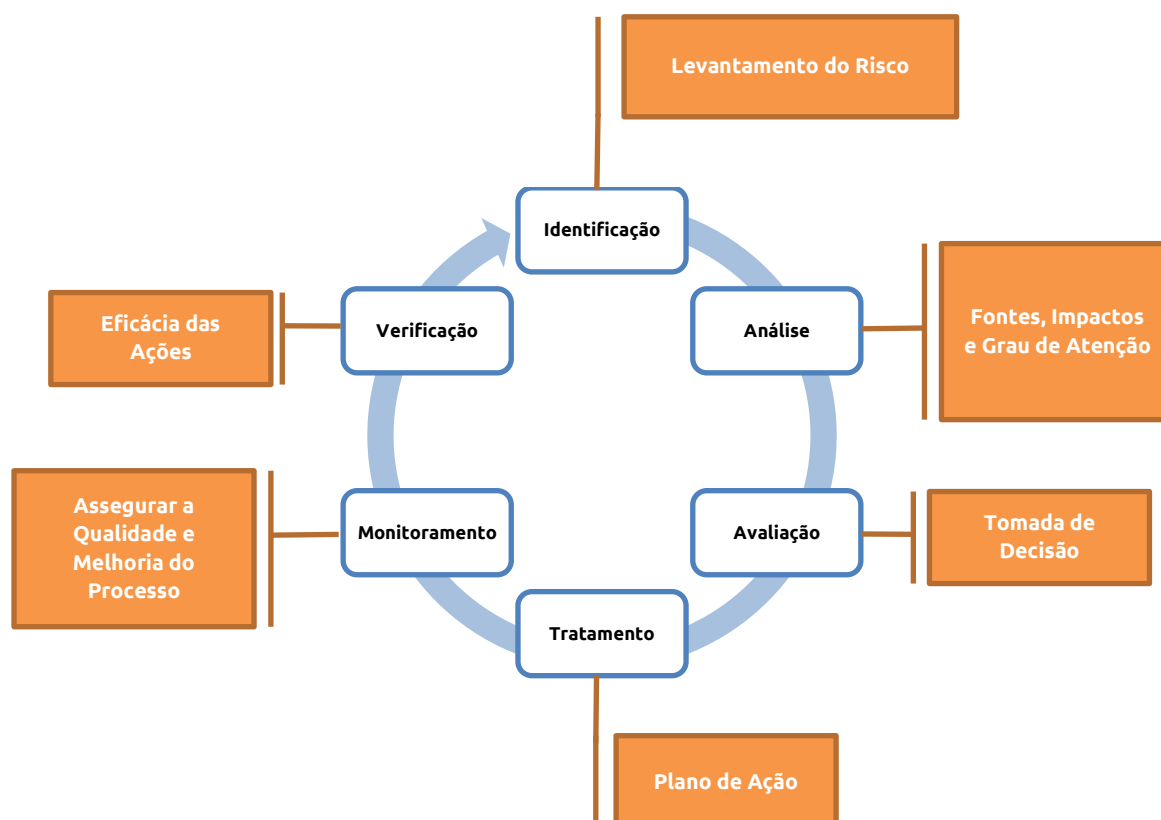 Levantamento do Risco
Identificação
Análise
Fontes, Impactos
e Grau de Atenção
Avaliação
Tomada de
Decisão
Tratamento
Plano de Ação
Monitoramento
Assegurar a
Qualidade e
Melhoria do
Processo
Verificação
Eficácia das
Ações